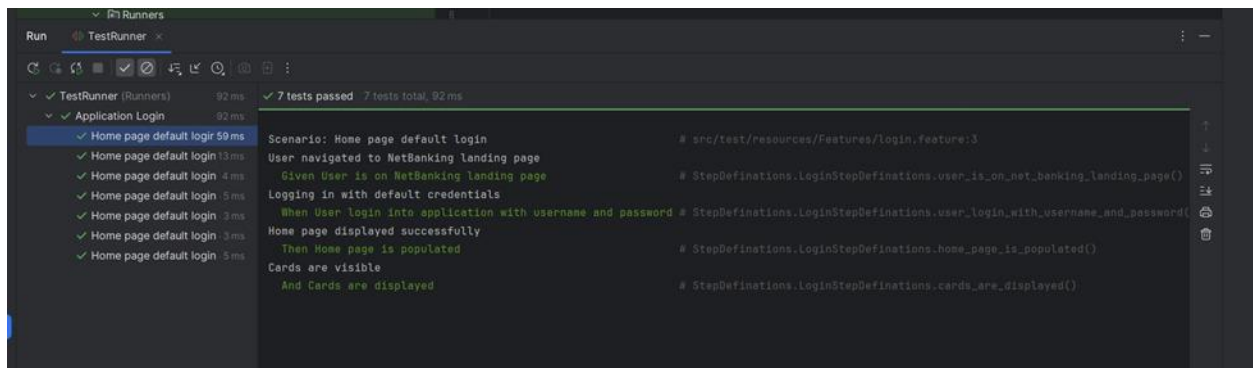 Runners
Run TestRunner
TestRunner (Runners) 92 ms
Application Login 92 ms
Home page default login 59 ms
Home page default login 13 ms
Home page default login 4 ms
Home page default login 5 ms
Home page default login 3 ms
Home page default login 3 ms
Home page default login 5 ms
7 tests passed 7 tests total, 92 ms
Scenario: Home page default login # src/test/resources/Features/login.feature:3
User navigated to NetBanking landing page
Given User is on NetBanking landing page # StepDefinations.LoginStepDefinations.user_is_on_net_banking_landing_page()
Logging in with default credentials
When User login into application with username and password # StepDefinations.LoginStepDefinations.user_login_with_username_and_password(
Home page displayed successfully
Then Home page is populated # StepDefinations.LoginStepDefinations.home_page_is_populated()
Cards are visible
And Cards are displayed # StepDefinations.LoginStepDefinations.cards_are_displayed()